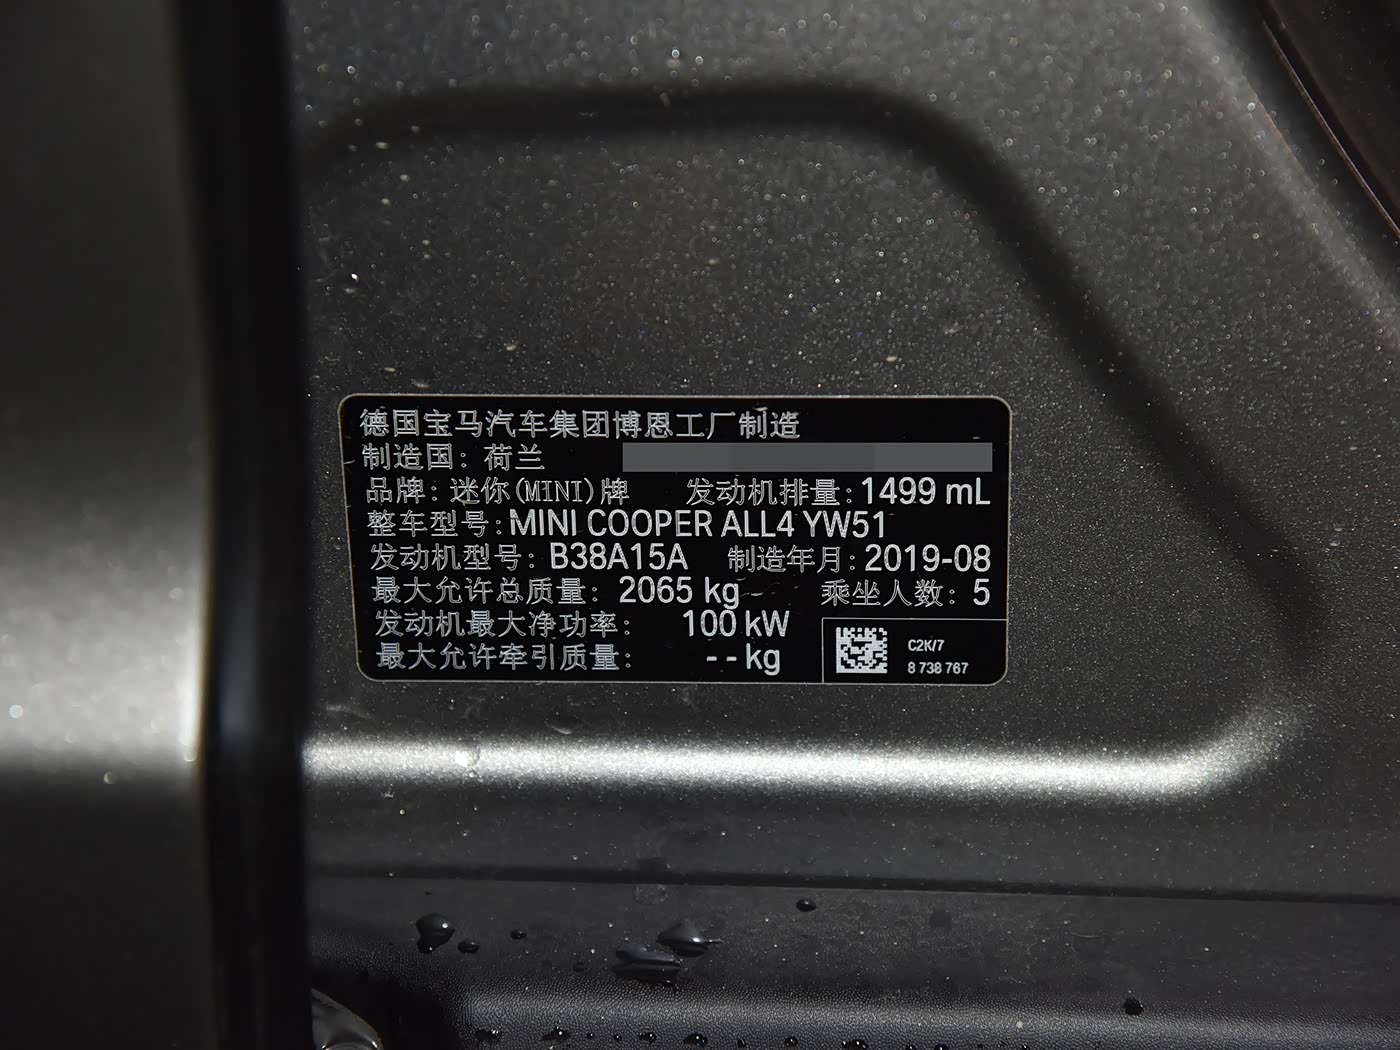 德国宝马汽车集团博恩工厂制造
制造国：荷兰
品牌：迷你(MINI)牌 发动机排量：1499 mL
整车型号：MINI COOPER ALL4 YW51
发动机型号：B38A15A 制造年月：2019-08
最大允许总质量：2065 kg 乘坐人数：5
发动机最大净功率：100 kW
最大允许牵引质量：--kg
C2K/7
8 738 767